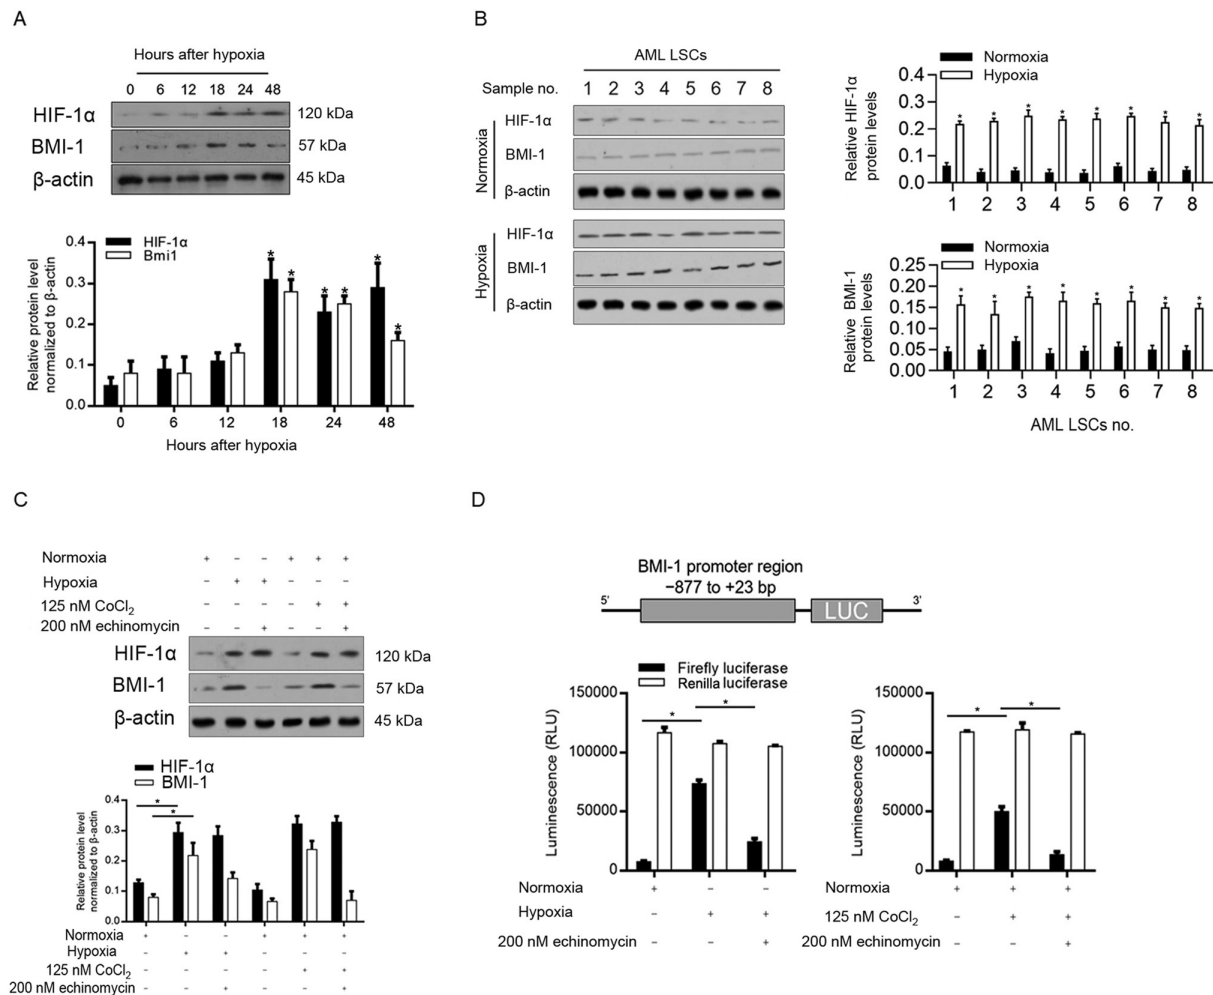 A
Hours after hypoxia
0 6 12 18 24 48
HIF-1α 120 kDa
BMI-1 57 kDa
β-actin 45 kDa
HIF-1α
Bmi1
Relative protein level
normalized to β-actin
0.4
0.3
0.2
0.1
0.0
* * * * * *
0 6 12 18 24 48
Hours after hypoxia
B
AML LSCs
Sample no. 1 2 3 4 5 6 7 8
Normoxia
HIF-1α
BMI-1
β-actin
Hypoxia
HIF-1α
BMI-1
β-actin
Normoxia
Hypoxia
Relative HIF-1α
protein levels
0.4
0.3
0.2
0.1
0.0
* * * * * * * *
1 2 3 4 5 6 7 8
Normoxia
Hypoxia
Relative BMI-1
protein levels
0.25
0.20
0.15
0.10
0.05
0.00
* * * * * * * *
1 2 3 4 5 6 7 8
AML LSCs no.
C
Normoxia + − − + + +
Hypoxia − + + − − −
125 nM CoCl2 − − − − + +
200 nM echinomycin − − + − − +
HIF-1α 120 kDa
BMI-1 57 kDa
β-actin 45 kDa
HIF-1α
BMI-1
Relative protein level
normalized to β-actin
0.4
0.3
0.2
0.1
0.0
* *
Normoxia + − − + + +
Hypoxia − + + − − −
125 nM CoCl2 − − − − + +
200 nM echinomycin − − + − − +
D
BMI-1 promoter region
−877 to +23 bp
5' LUC 3'
Firefly luciferase
Renilla luciferase
Luminescence (RLU)
150000
100000
50000
0
* *
Normoxia + − −
Hypoxia − + +
200 nM echinomycin − − +
Luminescence (RLU)
150000
100000
50000
0
* *
Normoxia + + +
125 nM CoCl2 − + +
200 nM echinomycin − − +